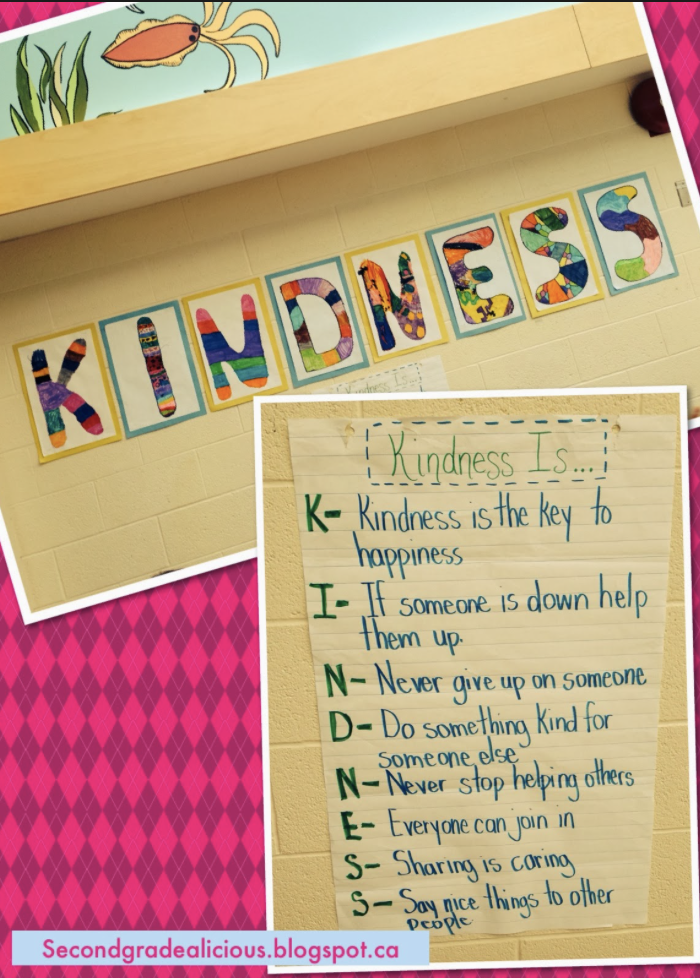 KINDNESS
Kindness Is...
Kindness Is...
K- Kindness is the key to
happiness
I- If someone is down help
them up.
N- Never give up on someone
D- Do something kind for
someone else
N- Never stop helping others
E- Everyone can join in
S- Sharing is caring
S- Say nice things to other
people
Secondgradealicious.blogspot.ca